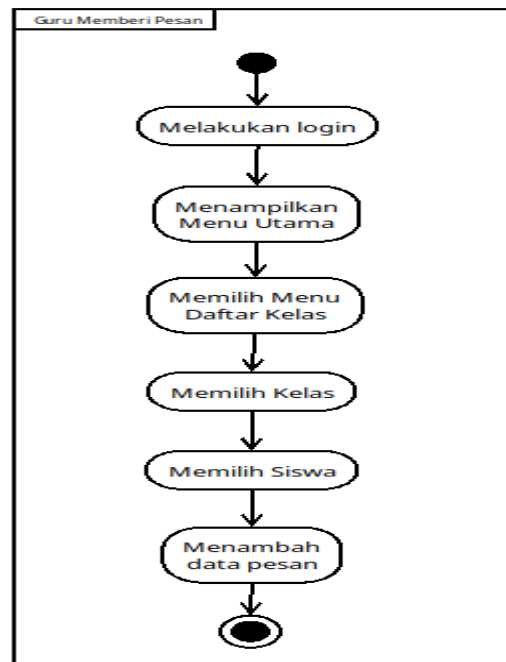 Guru Memberi Pesan
Melakukan login
Menampilkan
Menu Utama
Memilih Menu
Daftar Kelas
Memilih Kelas
Memilih Siswa
Menambah
data pesan